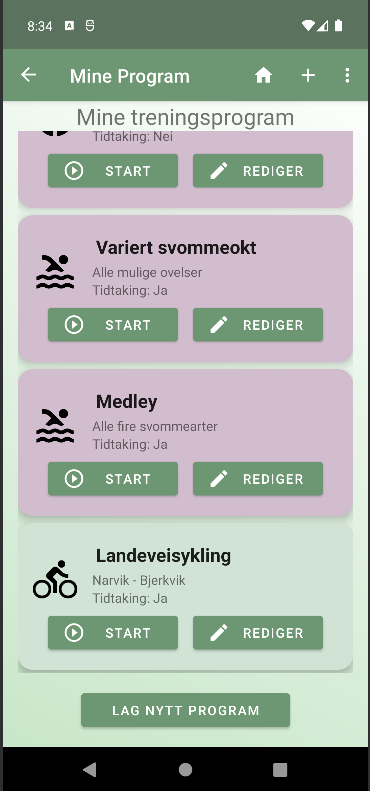 8:34
Mine Program
Mine treningsprogram
Tidtaking: Nei
START REDIGER
Variert svommeokt
Alle mulige ovelser
Tidtaking: Ja
START REDIGER
Medley
Alle fire svommearter
Tidtaking: Ja
START REDIGER
Landeveisykling
Narvik - Bjerkvik
Tidtaking: Ja
START REDIGER
LAG NYTT PROGRAM